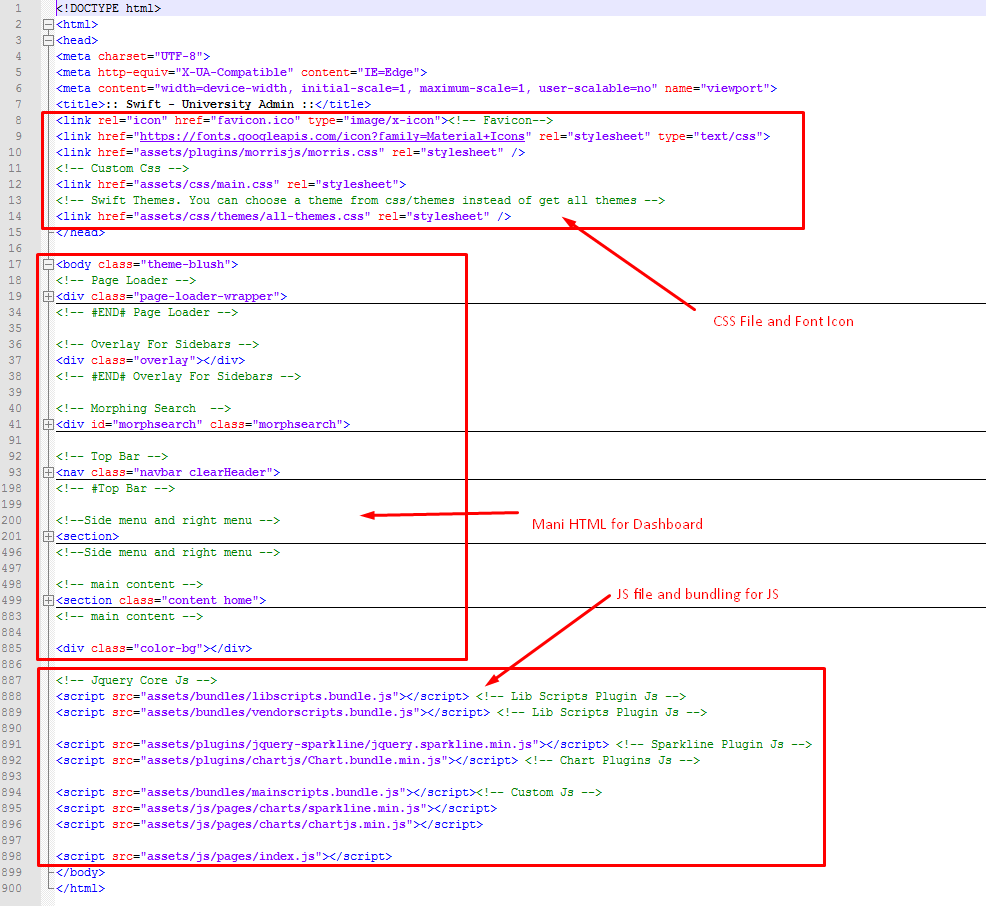 1 <!DOCTYPE html>
2 <html>
3 <head>
4 <meta charset="UTF-8">
5 <meta http-equiv="X-UA-Compatible" content="IE=Edge">
6 <meta content="width=device-width, initial-scale=1, maximum-scale=1, user-scalable=no" name="viewport">
7 <title>:: Swift - University Admin ::</title>
8 <link rel="icon" href="favicon.ico" type="image/x-icon"><!-- Favicon-->
9 <link href="https://fonts.googleapis.com/icon?family=Material+Icons" rel="stylesheet" type="text/css">
10 <link href="assets/plugins/morrisjs/morris.css" rel="stylesheet" />
11 <!-- Custom Css -->
12 <link href="assets/css/main.css" rel="stylesheet">
13 <!-- Swift Themes. You can choose a theme from css/themes instead of get all themes -->
14 <link href="assets/css/themes/all-themes.css" rel="stylesheet" />
15 </head>
16
17 <body class="theme-blush">
18 <!-- Page Loader -->
19 <div class="page-loader-wrapper">
34 <!-- #END# Page Loader -->
CSS File and Font Icon
35
36 <!-- Overlay For Sidebars -->
37 <div class="overlay"></div>
38 <!-- #END# Overlay For Sidebars -->
39
40 <!-- Morphing Search  -->
41 <div id="morphsearch" class="morphsearch">
91
92 <!-- Top Bar -->
93 <nav class="navbar clearHeader">
198 <!-- #Top Bar -->
199
200 <!--Side menu and right menu -->
Mani HTML for Dashboard
201 <section>
496 <!--Side menu and right menu -->
497
498 <!-- main content -->
JS file and bundling for JS
499 <section class="content home">
883 <!-- main content -->
884
885 <div class="color-bg"></div>
886
887 <!-- Jquery Core Js -->
888 <script src="assets/bundles/libscripts.bundle.js"></script> <!-- Lib Scripts Plugin Js -->
889 <script src="assets/bundles/vendorscripts.bundle.js"></script> <!-- Lib Scripts Plugin Js -->
890
891 <script src="assets/plugins/jquery-sparkline/jquery.sparkline.min.js"></script> <!-- Sparkline Plugin Js -->
892 <script src="assets/plugins/chartjs/Chart.bundle.min.js"></script> <!-- Chart Plugins Js -->
893
894 <script src="assets/bundles/mainscripts.bundle.js"></script><!-- Custom Js -->
895 <script src="assets/js/pages/charts/sparkline.min.js"></script>
896 <script src="assets/js/pages/charts/chartjs.min.js"></script>
897
898 <script src="assets/js/pages/index.js"></script>
899 </body>
900 </html>